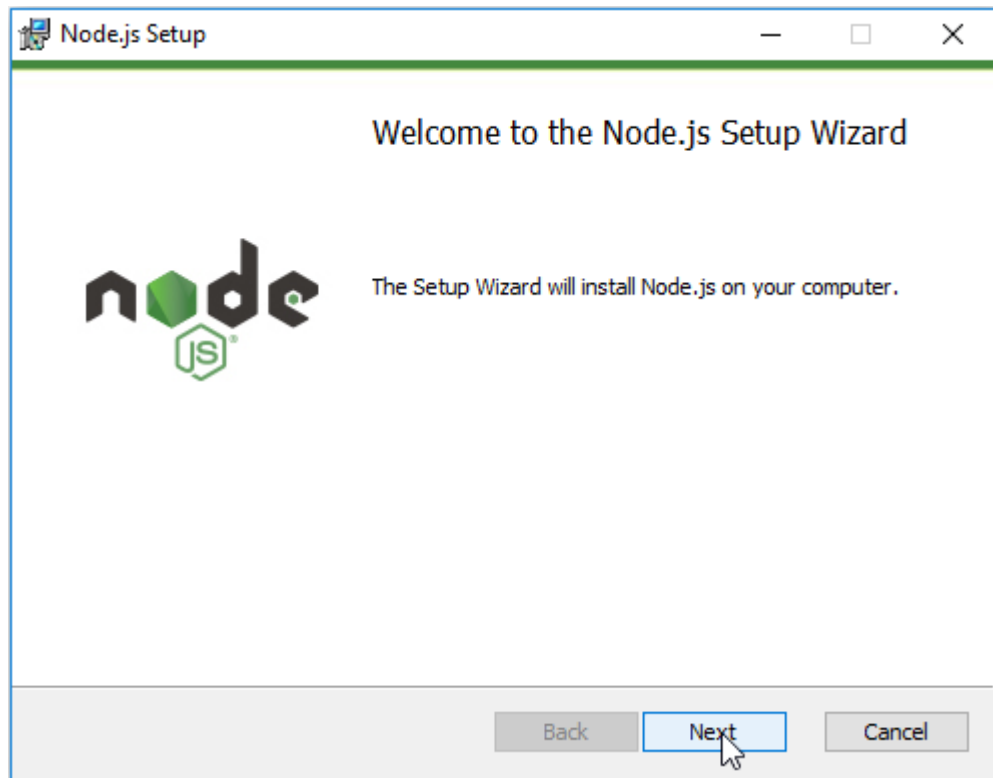 Node.js Setup
Welcome to the Node.js Setup Wizard
node
JS®
The Setup Wizard will install Node.js on your computer.
Back
Next
Cancel